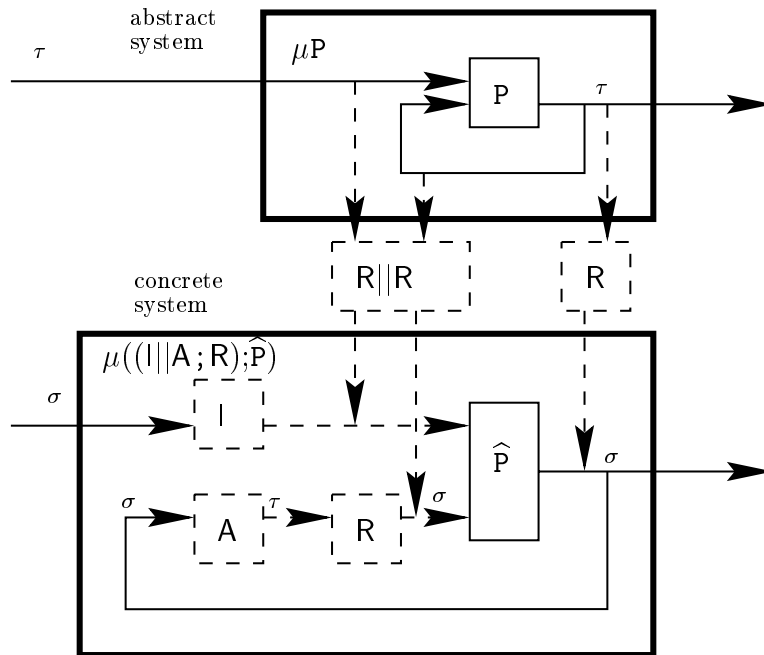 abstract
system
τ
μP
P
τ
R||R
R
concrete
system
μ((I||A;R);P̂)
σ
I
P̂
σ
σ
A
τ
R
σ